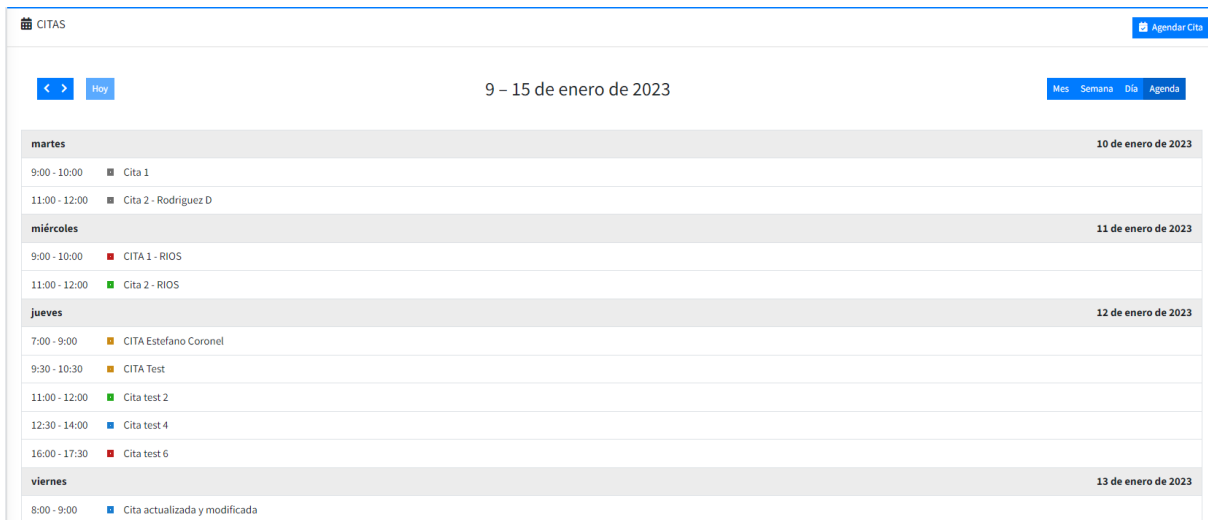 CITAS
Agendar Cita
Hoy
9 – 15 de enero de 2023
Mes Semana Día Agenda
martes 10 de enero de 2023
9:00 - 10:00 Cita 1
11:00 - 12:00 Cita 2 - Rodriguez D
miércoles 11 de enero de 2023
9:00 - 10:00 CITA 1 - RIOS
11:00 - 12:00 Cita 2 - RIOS
jueves 12 de enero de 2023
7:00 - 9:00 CITA Estefano Coronel
9:30 - 10:30 CITA Test
11:00 - 12:00 Cita test 2
12:30 - 14:00 Cita test 4
16:00 - 17:30 Cita test 6
viernes 13 de enero de 2023
8:00 - 9:00 Cita actualizada y modificada